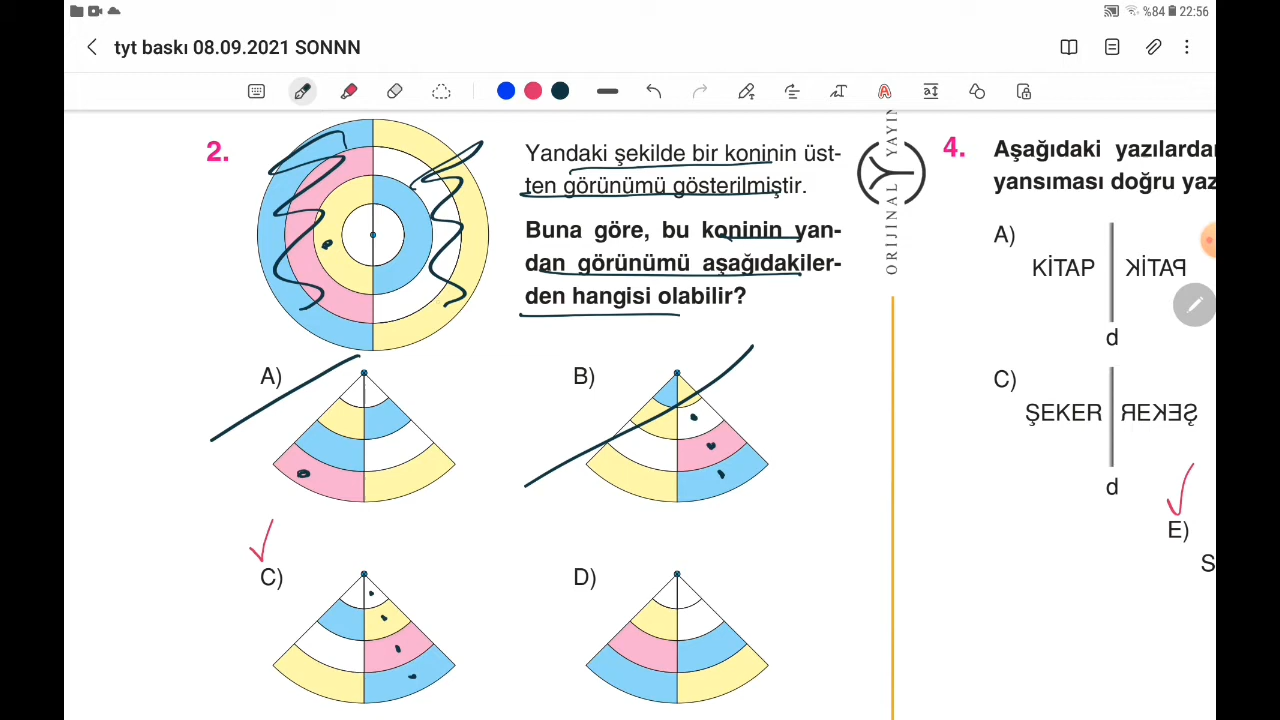 %84 22:56
tyt baskı 08.09.2021 SONNN
2.
Yandaki şekilde bir koninin üst-
ten görünümü gösterilmiştir.
Buna göre, bu koninin yan-
dan görünümü aşağıdakiler-
den hangisi olabilir?
A)
B)
C)
D)
ORİJİNAL YAYIN
4.
Aşağıdaki yazılardan
yansıması doğru yaz
A)
KİTAP
KİTAP
d
C)
ŞEKER
ŞEKER
d
E)
S